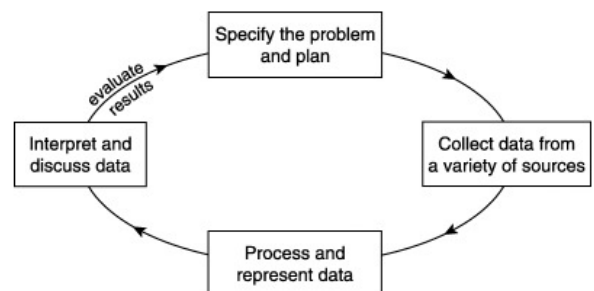 Specify the problem
and plan
evaluate
results
Interpret and
discuss data
Collect data from
a variety of sources
Process and
represent data